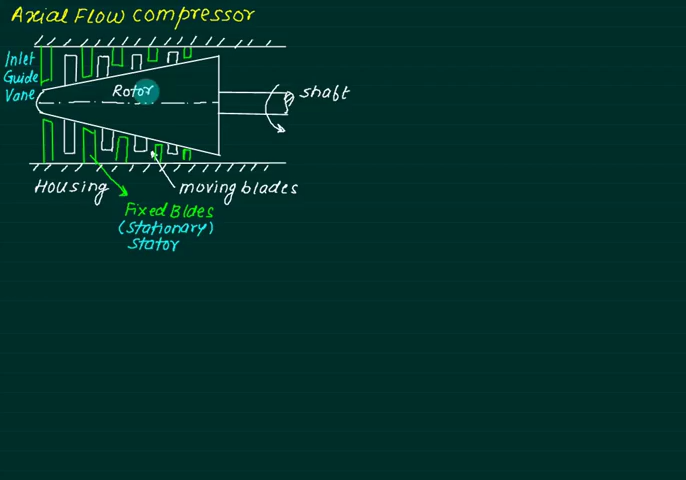 Axial Flow compressor
Inlet
Guide
Vane
Rotor
shaft
Housing
moving blades
Fixed Bldes
(Stationary)
Stator